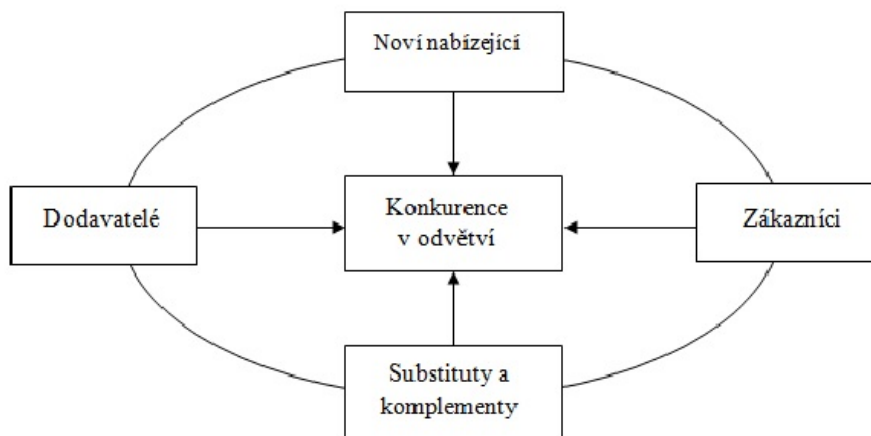 Noví nabízející
Dodavatelé
Konkurence
v odvětví
Zákazníci
Substituty a
komplementy